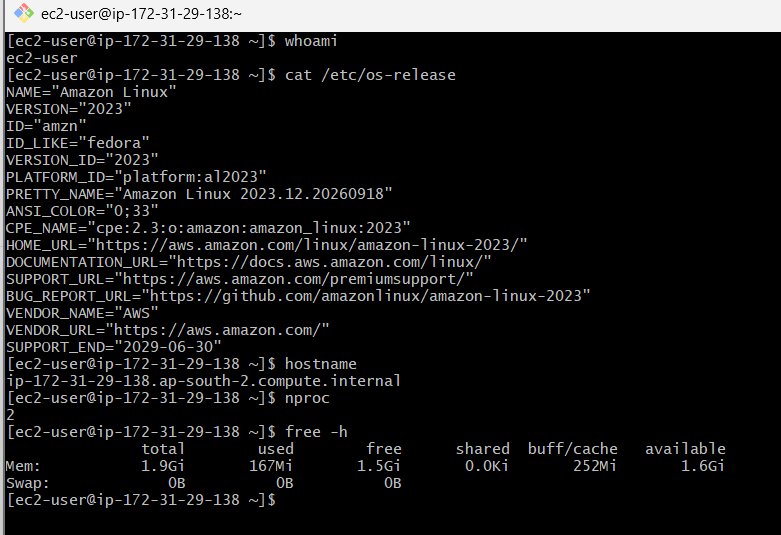 ec2-user@ip-172-31-29-138:~
[ec2-user@ip-172-31-29-138 ~]$ whoami
ec2-user
[ec2-user@ip-172-31-29-138 ~]$ cat /etc/os-release
NAME="Amazon Linux"
VERSION="2023"
ID="amzn"
ID_LIKE="fedora"
VERSION_ID="2023"
PLATFORM_ID="platform:al2023"
PRETTY_NAME="Amazon Linux 2023.12.20260918"
ANSI_COLOR="0;33"
CPE_NAME="cpe:2.3:o:amazon:amazon_linux:2023"
HOME_URL="https://aws.amazon.com/linux/amazon-linux-2023/"
DOCUMENTATION_URL="https://docs.aws.amazon.com/linux/"
SUPPORT_URL="https://aws.amazon.com/premiumsupport/"
BUG_REPORT_URL="https://github.com/amazonlinux/amazon-linux-2023"
VENDOR_NAME="AWS"
VENDOR_URL="https://aws.amazon.com/"
SUPPORT_END="2029-06-30"
[ec2-user@ip-172-31-29-138 ~]$ hostname
ip-172-31-29-138.ap-south-2.compute.internal
[ec2-user@ip-172-31-29-138 ~]$ nproc
2
[ec2-user@ip-172-31-29-138 ~]$ free -h
               total        used        free      shared  buff/cache   available
Mem:           1.9Gi       167Mi       1.5Gi       0.0Ki       252Mi       1.6Gi
Swap:             0B          0B          0B
[ec2-user@ip-172-31-29-138 ~]$